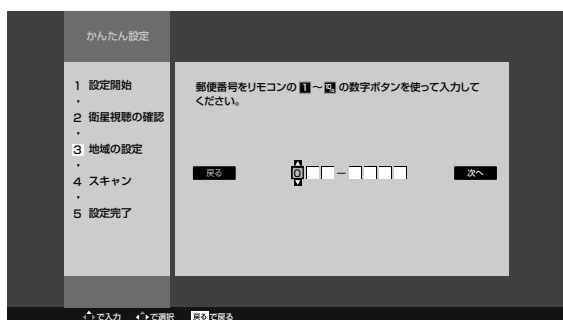 かんたん設定
1 設定開始
2 衛星視聴の確認
3 地域の設定
4 スキャン
5 設定完了
郵便番号をリモコンの 1 ~ 10 の数字ボタンを使って入力して
ください。
戻る 0 - 次へ
で入力 で選択 戻る で戻る